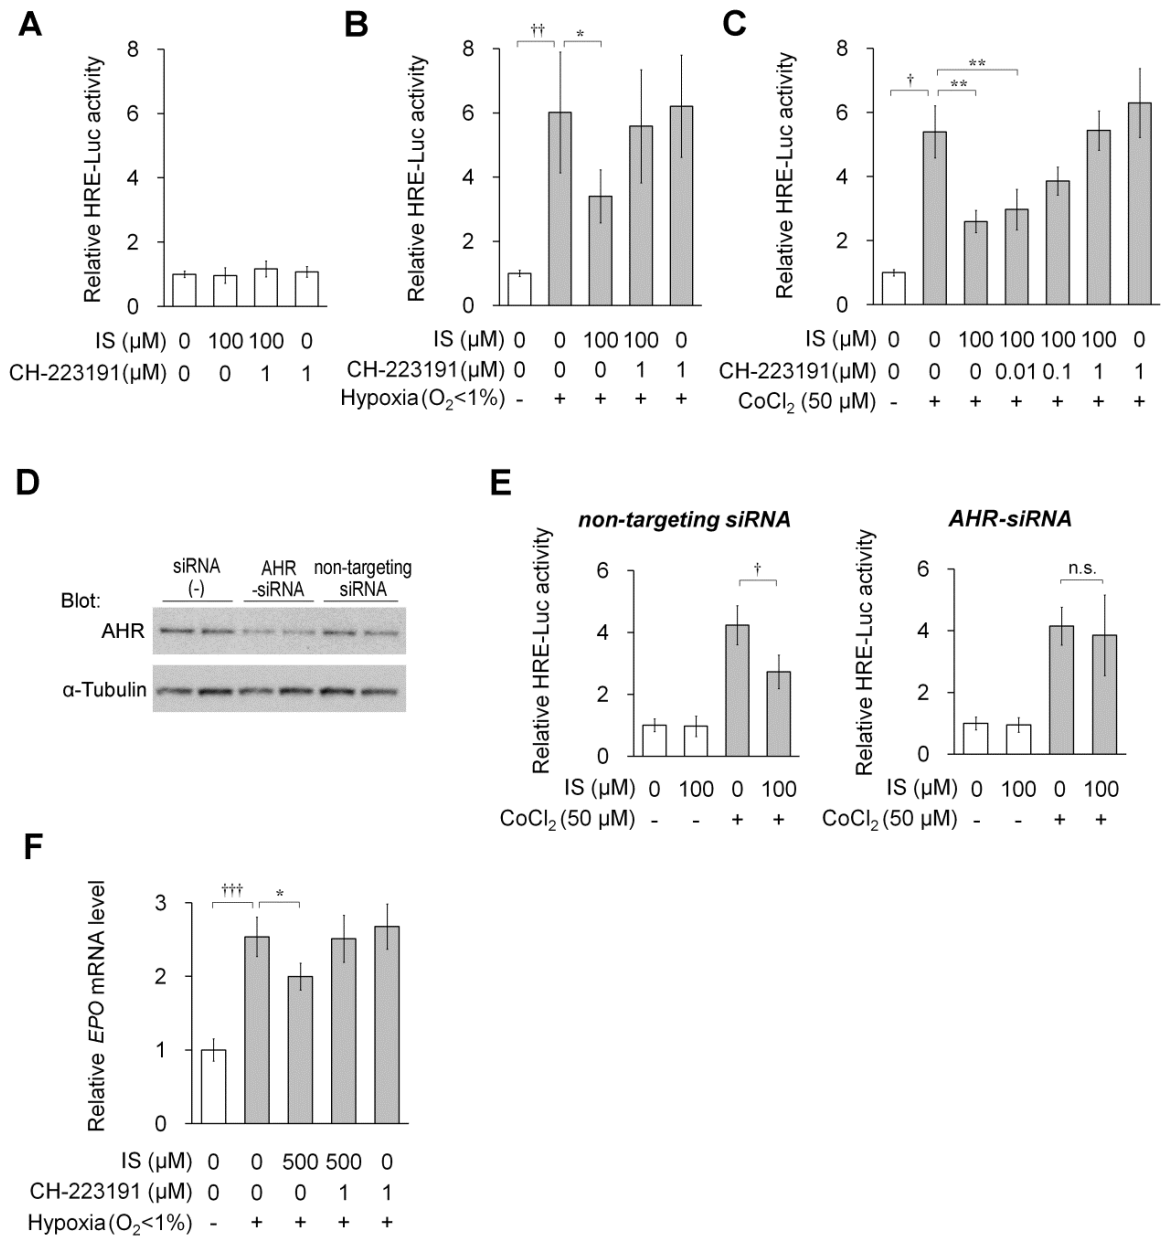 A
Relative HRE-Luc activity
8
6
4
2
0
IS (µM) 0 100 100 0
CH-223191(µM) 0 0 1 1
B
Relative HRE-Luc activity
8
6
4
2
0
†† *
IS (µM) 0 0 100 100 0
CH-223191(µM) 0 0 0 1 1
Hypoxia (O2<1%) - + + + +
C
Relative HRE-Luc activity
8
6
4
2
0
† ** **
IS (µM) 0 0 100 100 100 100 0
CH-223191(µM) 0 0 0 0.01 0.1 1 1
CoCl2 (50 µM) - + + + + + +
D
siRNA (-)
AHR -siRNA
non-targeting siRNA
Blot:
AHR
α-Tubulin
E
non-targeting siRNA
Relative HRE-Luc activity
6
4
2
0
†
IS (µM) 0 100 0 100
CoCl2 (50 µM) - - + +
AHR-siRNA
Relative HRE-Luc activity
6
4
2
0
n.s.
IS (µM) 0 100 0 100
CoCl2 (50 µM) - - + +
F
Relative EPO mRNA level
3
2
1
0
††† *
IS (µM) 0 0 500 500 0
CH-223191 (µM) 0 0 0 1 1
Hypoxia (O2<1%) - + + + +